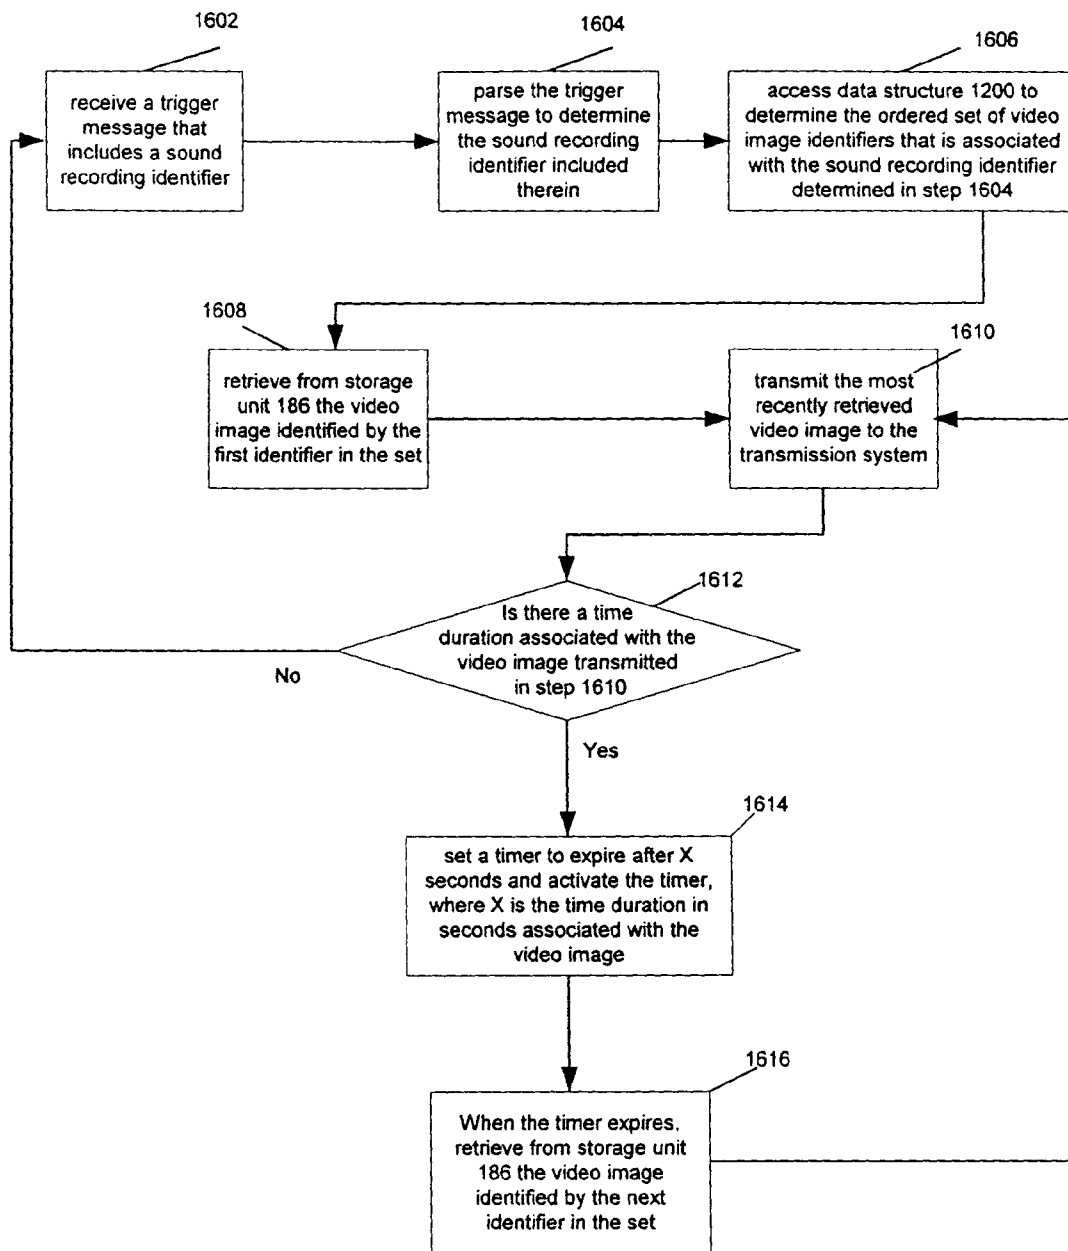 1602
receive a trigger
message that
includes a sound
recording identifier
1604
parse the trigger
message to determine
the sound recording
identifier included
therein
1606
access data structure 1200 to
determine the ordered set of video
image identifiers that is associated
with the sound recording identifier
determined in step 1604
1608
retrieve from storage
unit 186 the video
image identified by the
first identifier in the set
1610
transmit the most
recently retrieved
video image to the
transmission system
1612
Is there a time
duration associated with the
video image transmitted
in step 1610
No
Yes
1614
set a timer to expire after X
seconds and activate the timer,
where X is the time duration in
seconds associated with the
video image
1616
When the timer expires,
retrieve from storage unit
186 the video image
identified by the next
identifier in the set